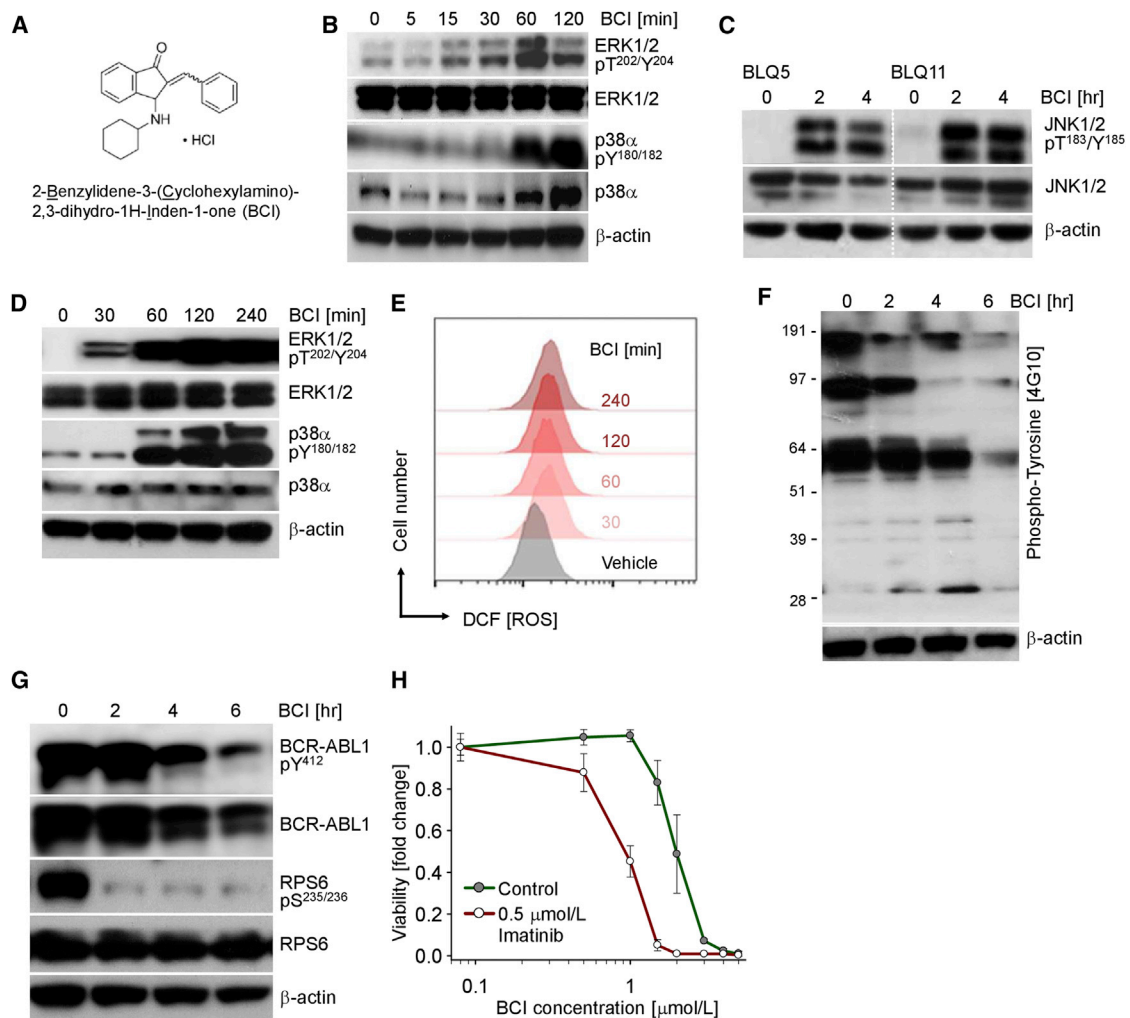 A
O
NH
• HCl
2-Benzylidene-3-(Cyclohexylamino)-
2,3-dihydro-1H-Inden-1-one (BCI)
B
0 5 15 30 60 120 BCI [min]
ERK1/2
pT202/Y204
ERK1/2
p38α
pY180/182
p38α
β-actin
C
BLQ5 BLQ11
0 2 4 0 2 4 BCI [hr]
JNK1/2
pT183/Y185
JNK1/2
β-actin
D
0 30 60 120 240 BCI [min]
ERK1/2
pT202/Y204
ERK1/2
p38α
pY180/182
p38α
β-actin
E
BCI [min]
240
120
60
30
Vehicle
Cell number
DCF [ROS]
F
0 2 4 6 BCI [hr]
191 -
97 -
64 -
51 -
39 -
28 -
Phospho-Tyrosine [4G10]
β-actin
G
0 2 4 6 BCI [hr]
BCR-ABL1
pY412
BCR-ABL1
RPS6
pS235/236
RPS6
β-actin
H
Viability [fold change]
1.0
0.8
0.6
0.4
0.2
0.0
Control
0.5 μmol/L
Imatinib
0.1 1
BCI concentration [μmol/L]